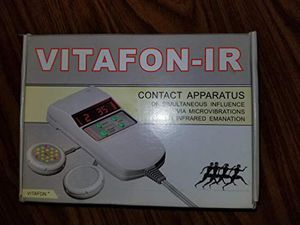 VITAFON-IR
CONTACT APPARATUS
OF SIMULTANEOUS INFLUENCE
VIA MICROVIBRATIONS
INFRARED EMANATION
VITAFON